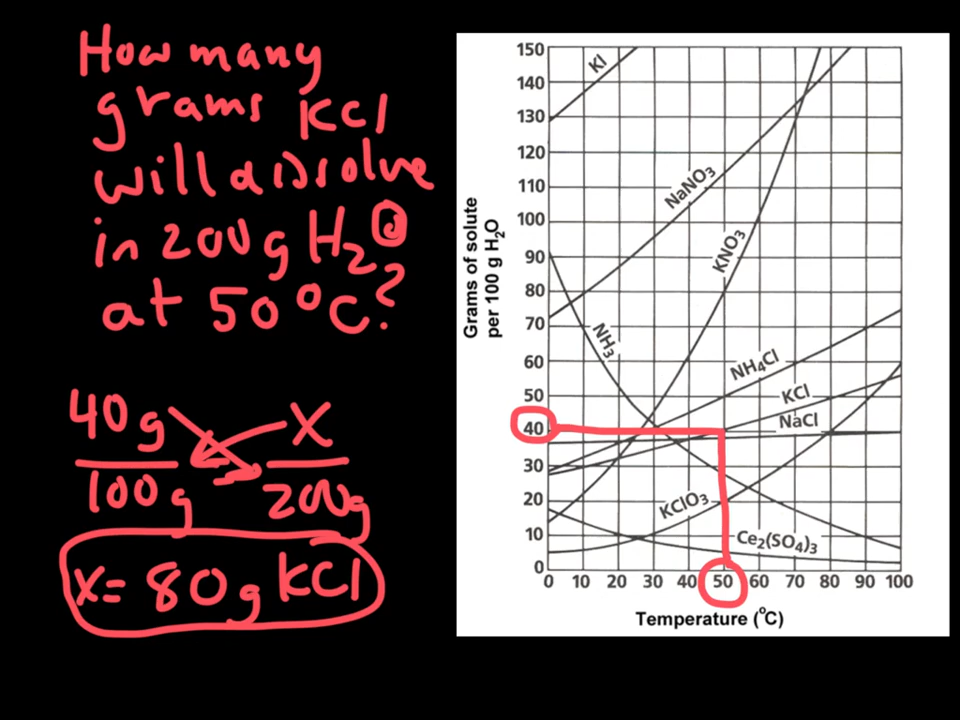 How many
grams KCl
will dissolve
in 200g H2O
at 50°C?
40g
X
100g
200g
X= 80g KCl
Grams of solute
per 100 g H2O
150
140
130
120
110
100
90
80
70
60
50
40
30
20
10
0
KI
NaNO3
KNO3
NH3
NH4Cl
KCl
NaCl
KClO3
Ce2(SO4)3
0 10 20 30 40 50 60 70 80 90 100
Temperature (°C)